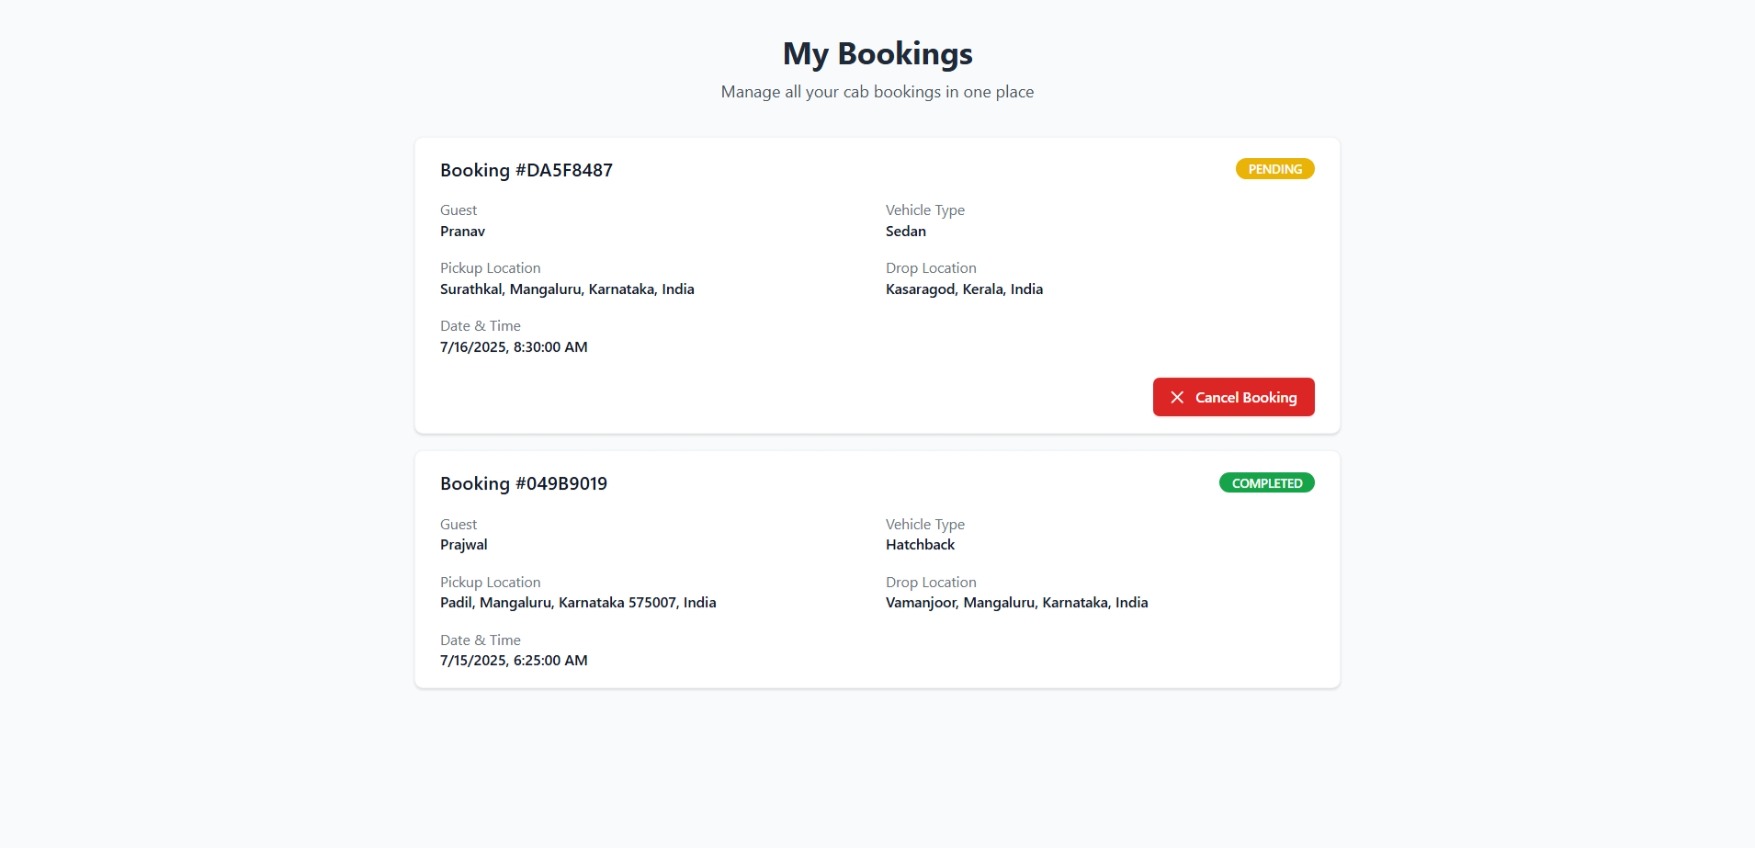 My Bookings
Manage all your cab bookings in one place
Booking #DA5F8487
PENDING
Guest
Pranav
Vehicle Type
Sedan
Pickup Location
Surathkal, Mangaluru, Karnataka, India
Drop Location
Kasaragod, Kerala, India
Date & Time
7/16/2025, 8:30:00 AM
Cancel Booking
Booking #049B9019
COMPLETED
Guest
Prajwal
Vehicle Type
Hatchback
Pickup Location
Padil, Mangaluru, Karnataka 575007, India
Drop Location
Vamanjoor, Mangaluru, Karnataka, India
Date & Time
7/15/2025, 6:25:00 AM